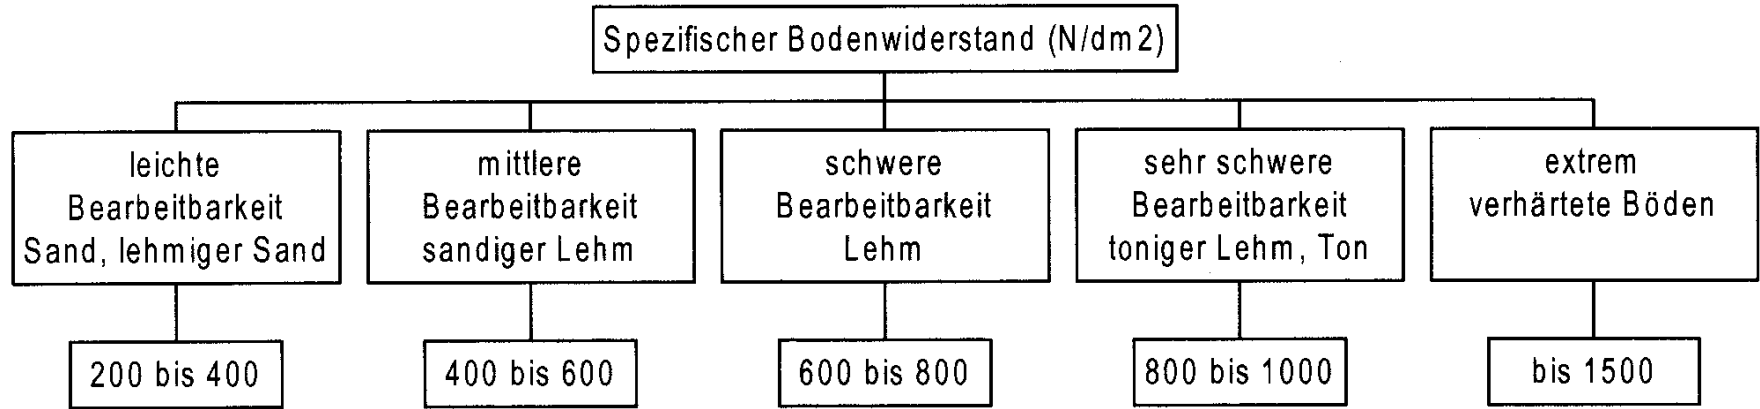 Spezifischer Bodenwiderstand (N/dm2)
leichte
Bearbeitbarkeit
Sand, lehmiger Sand
mittlere
Bearbeitbarkeit
sandiger Lehm
schwere
Bearbeitbarkeit
Lehm
sehr schwere
Bearbeitbarkeit
toniger Lehm, Ton
extrem
verhärtete Böden
200 bis 400
400 bis 600
600 bis 800
800 bis 1000
bis 1500